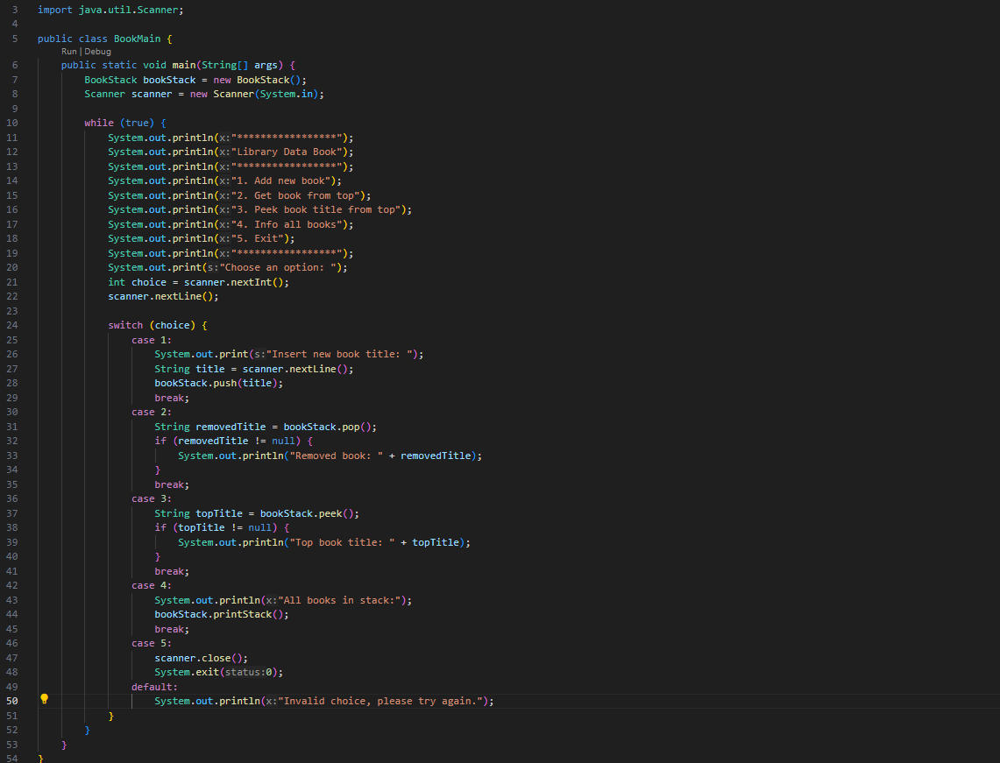 3 import java.util.Scanner;
4
5 public class BookMain {
Run | Debug
6 public static void main(String[] args) {
7 BookStack bookStack = new BookStack();
8 Scanner scanner = new Scanner(System.in);
9
10 while (true) {
11 System.out.println(x:"*****************");
12 System.out.println(x:"Library Data Book");
13 System.out.println(x:"*****************");
14 System.out.println(x:"1. Add new book");
15 System.out.println(x:"2. Get book from top");
16 System.out.println(x:"3. Peek book title from top");
17 System.out.println(x:"4. Info all books");
18 System.out.println(x:"5. Exit");
19 System.out.println(x:"*****************");
20 System.out.print(s:"Choose an option: ");
21 int choice = scanner.nextInt();
22 scanner.nextLine();
23
24 switch (choice) {
25 case 1:
26 System.out.print(s:"Insert new book title: ");
27 String title = scanner.nextLine();
28 bookStack.push(title);
29 break;
30 case 2:
31 String removedTitle = bookStack.pop();
32 if (removedTitle != null) {
33 System.out.println("Removed book: " + removedTitle);
34 }
35 break;
36 case 3:
37 String topTitle = bookStack.peek();
38 if (topTitle != null) {
39 System.out.println("Top book title: " + topTitle);
40 }
41 break;
42 case 4:
43 System.out.println(x:"All books in stack:");
44 bookStack.printStack();
45 break;
46 case 5:
47 scanner.close();
48 System.exit(status:0);
49 default:
50 System.out.println(x:"Invalid choice, please try again.");
51 }
52 }
53 }
54 }